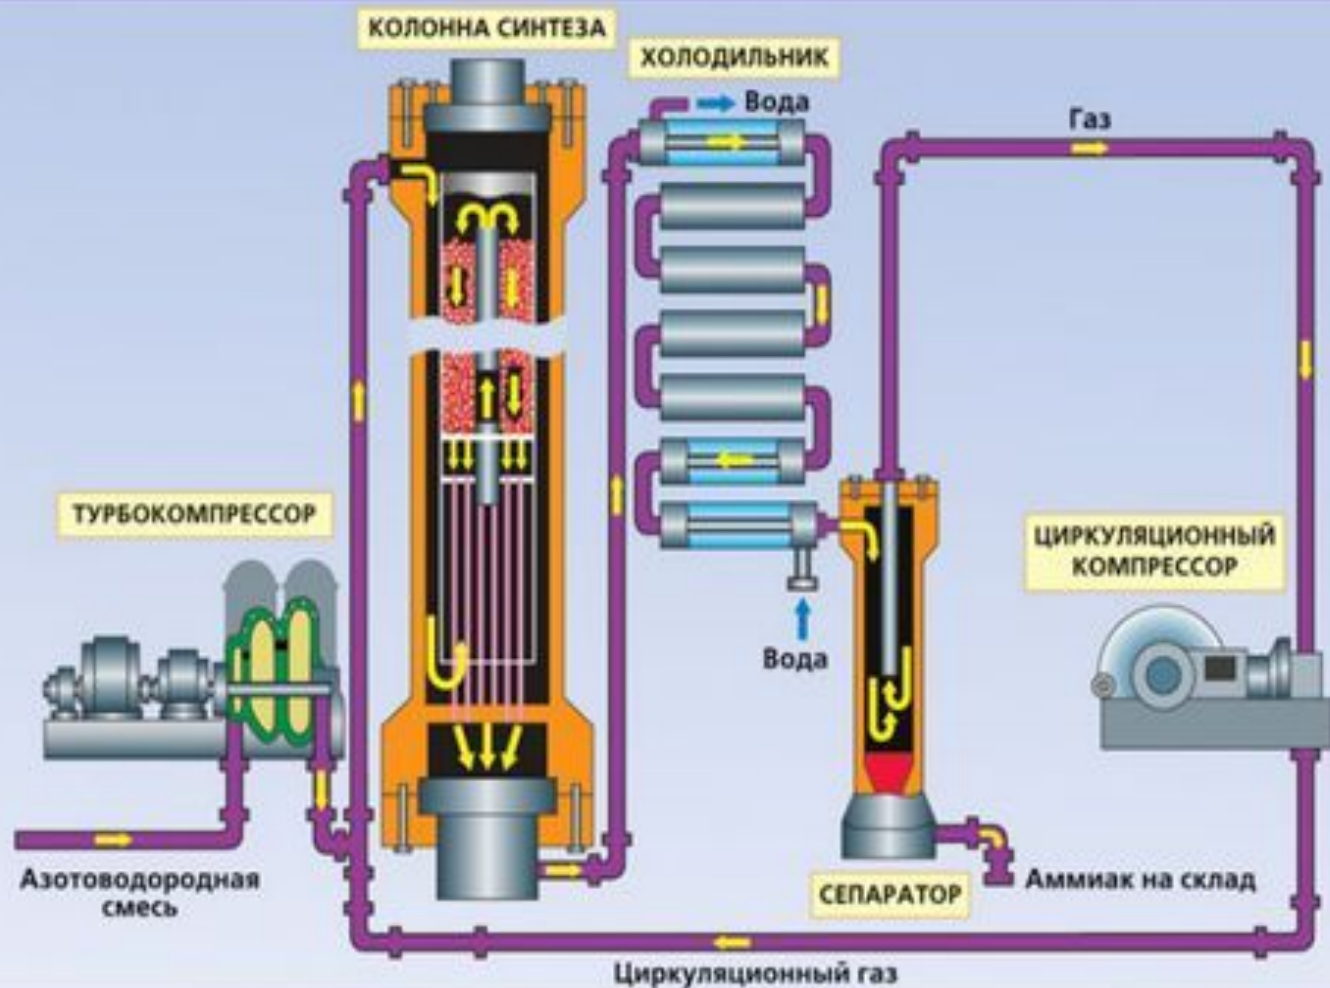 КОЛОННА СИНТЕЗА
ХОЛОДИЛЬНИК
Вода
Газ
ТУРБОКОМПРЕССОР
ЦИРКУЛЯЦИОННЫЙ
КОМПРЕССОР
Вода
Азотоводородная
смесь
СЕПАРАТОР
Аммиак на склад
Циркуляционный газ